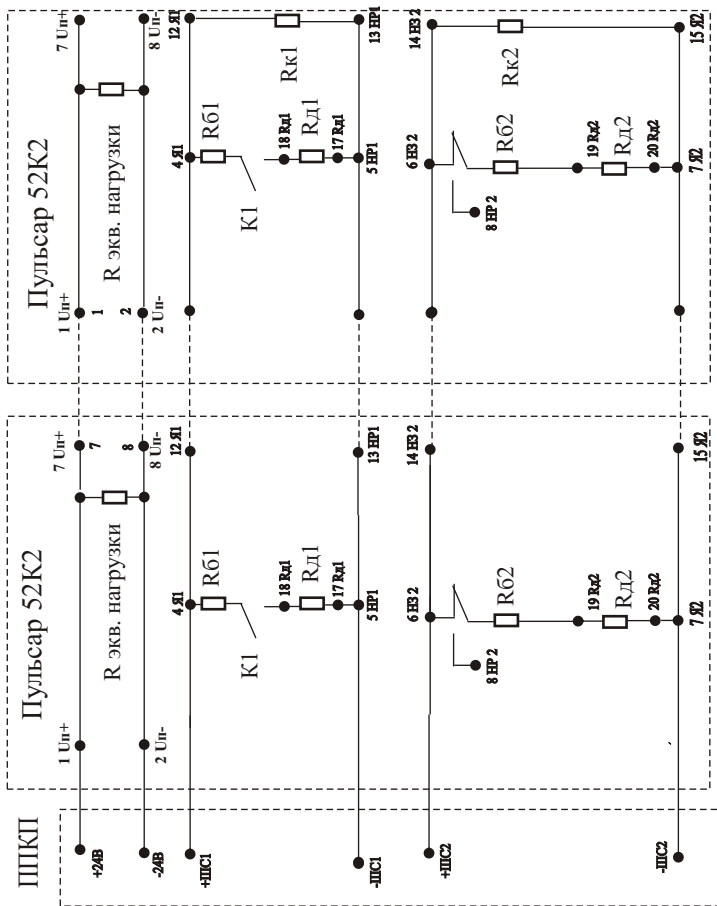 ППКП
+24В
-24В
+ШС1
-ШС1
+ШС2
-ШС2
Пульсар 52К2
1 Uп+
7 Uп+
7
R экв. нагрузки
8
2 Uп-
8 Uп-
4 Я1
12 Я1
Rб1
К1
18 Rд1
Rд1
17 Rд1
5 НР1
13 НР1
6 НЗ 2
14 НЗ 2
8 НР 2
Rб2
19 Rд2
Rд2
20 Rд2
7 Я2
15 Я2
Пульсар 52К2
1 Uп+
7 Uп+
1
R экв. нагрузки
2
2 Uп-
8 Uп-
4 Я1
12 Я1
Rб1
К1
18 Rд1
Rд1
17 Rд1
Rк1
5 НР1
13 НР1
6 НЗ 2
14 НЗ 2
8 НР 2
Rб2
Rк2
19 Rд2
Rд2
20 Rд2
7 Я2
15 Я2